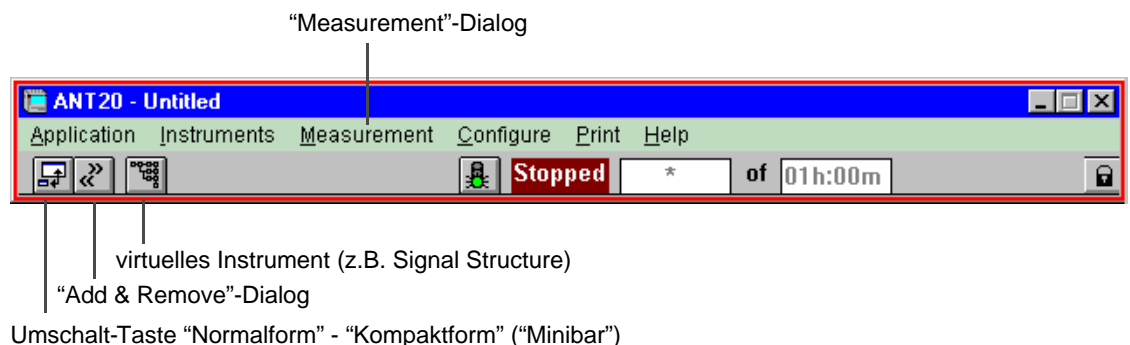 “Measurement”-Dialog
ANT20 - Untitled
Application Instruments Measurement Configure Print Help
Stopped * of 01h:00m
virtuelles Instrument (z.B. Signal Structure)
“Add & Remove”-Dialog
Umschalt-Taste “Normalform” - “Kompaktform” (“Minibar”)